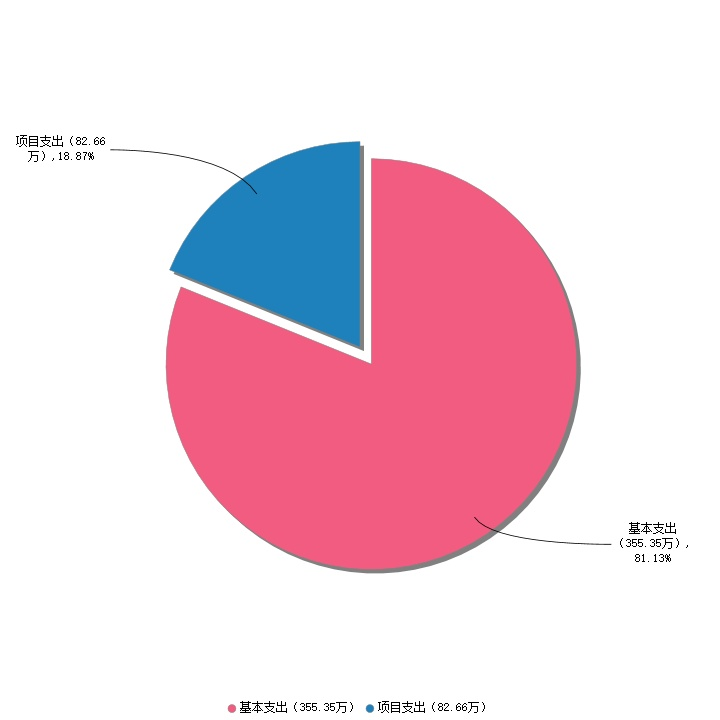 项目支出（82.66
万）,18.87%
基本支出
（355.35万）,
81.13%
基本支出（355.35万） 项目支出（82.66万）